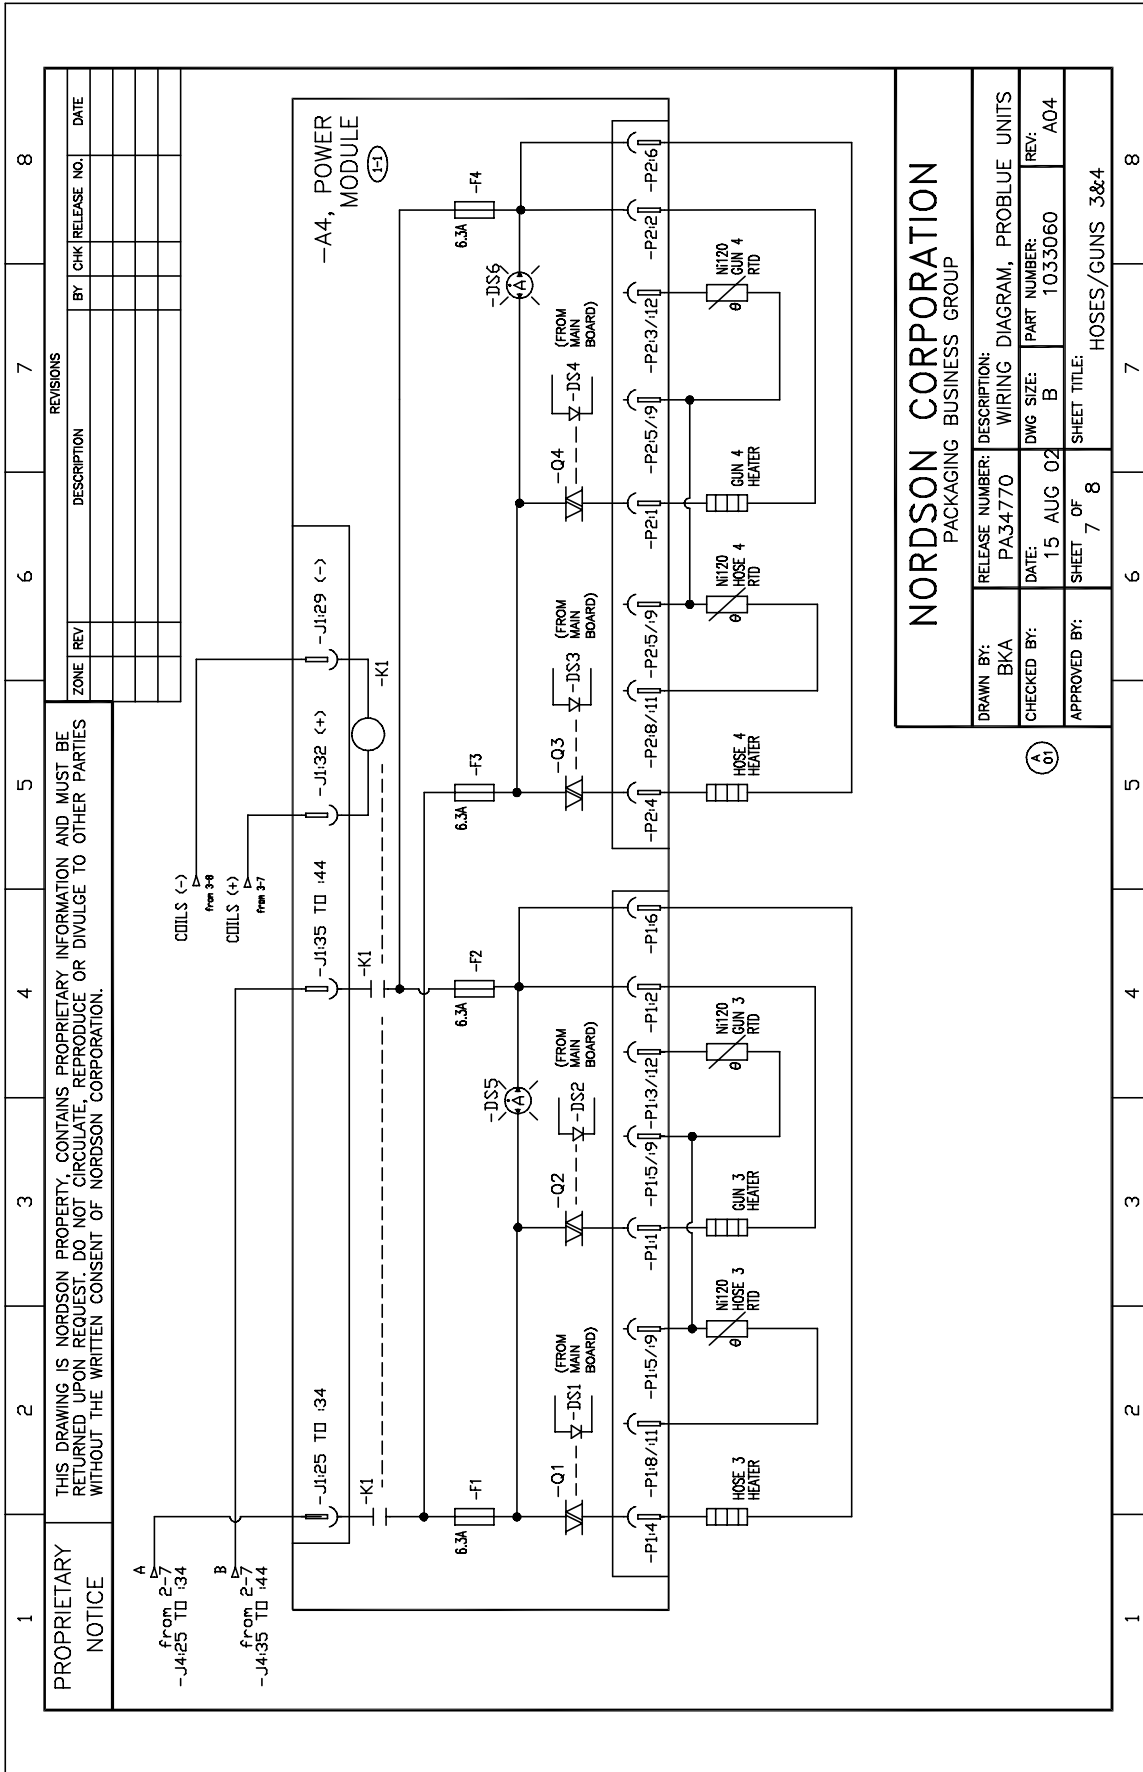 1
2
3
4
5
6
7
8
PROPRIETARY
NOTICE
THIS DRAWING IS NORDSON PROPERTY, CONTAINS PROPRIETARY INFORMATION AND MUST BE
RETURNED UPON REQUEST. DO NOT CIRCULATE, REPRODUCE OR DIVULGE TO OTHER PARTIES
WITHOUT THE WRITTEN CONSENT OF NORDSON CORPORATION.
REVISIONS
ZONE
REV
DESCRIPTION
BY
CHK
RELEASE NO.
DATE
A
from 2-7
-J4:25 TO :34
B
from 2-7
-J4:35 TO :44
COILS (-)
from 3-8
COILS (+)
from 3-7
-J1:25 TO :34
-J1:35 TO :44
-J1:32 (+)
-J1:29 (-)
-A4, POWER
MODULE
1-1
-K1
-K1
-K1
6.3A
-F1
6.3A
-F2
6.3A
-F3
6.3A
-F4
-DS5
A
-DS6
A
-Q1
-DS1
(FROM
MAIN
BOARD)
-Q2
-DS2
(FROM
MAIN
BOARD)
-Q3
-DS3
(FROM
MAIN
BOARD)
-Q4
-DS4
(FROM
MAIN
BOARD)
-P1:4
-P1:8/:11
-P1:5/:9
-P1:1
-P1:5/:9
-P1:3/:12
-P1:2
-P1:6
-P2:4
-P2:8/:11
-P2:5/:9
-P2:1
-P2:5/:9
-P2:3/:12
-P2:2
-P2:6
HOSE 3
HEATER
θ
Ni120
HOSE 3
RTD
GUN 3
HEATER
θ
Ni120
GUN 3
RTD
HOSE 4
HEATER
θ
Ni120
HOSE 4
RTD
GUN 4
HEATER
θ
Ni120
GUN 4
RTD
A
01
NORDSON CORPORATION
PACKAGING BUSINESS GROUP
DRAWN BY:
BKA
RELEASE NUMBER:
PA34770
DESCRIPTION:
WIRING DIAGRAM, PROBLUE UNITS
CHECKED BY:
DATE:
15 AUG 02
DWG SIZE:
B
PART NUMBER:
1033060
REV:
A04
APPROVED BY:
SHEET OF
7 8
SHEET TITLE:
HOSES/GUNS 3&4
1
2
3
4
5
6
7
8